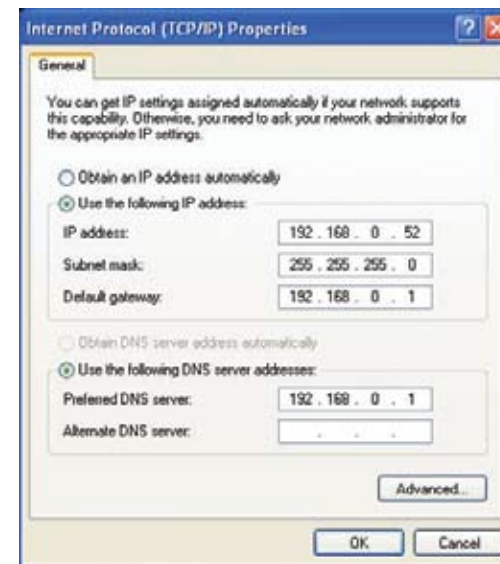 Internet Protocol (TCP/IP) Properties
General
You can get IP settings assigned automatically if your network supports
this capability. Otherwise, you need to ask your network administrator for
the appropriate IP settings.
Obtain an IP address automatically
Use the following IP address:
IP address: 192 . 168 . 0 . 52
Subnet mask: 255 . 255 . 255 . 0
Default gateway: 192 . 168 . 0 . 1
Obtain DNS server address automatically
Use the following DNS server addresses:
Preferred DNS server: 192 . 168 . 0 . 1
Alternate DNS server: . . .
Advanced...
OK Cancel